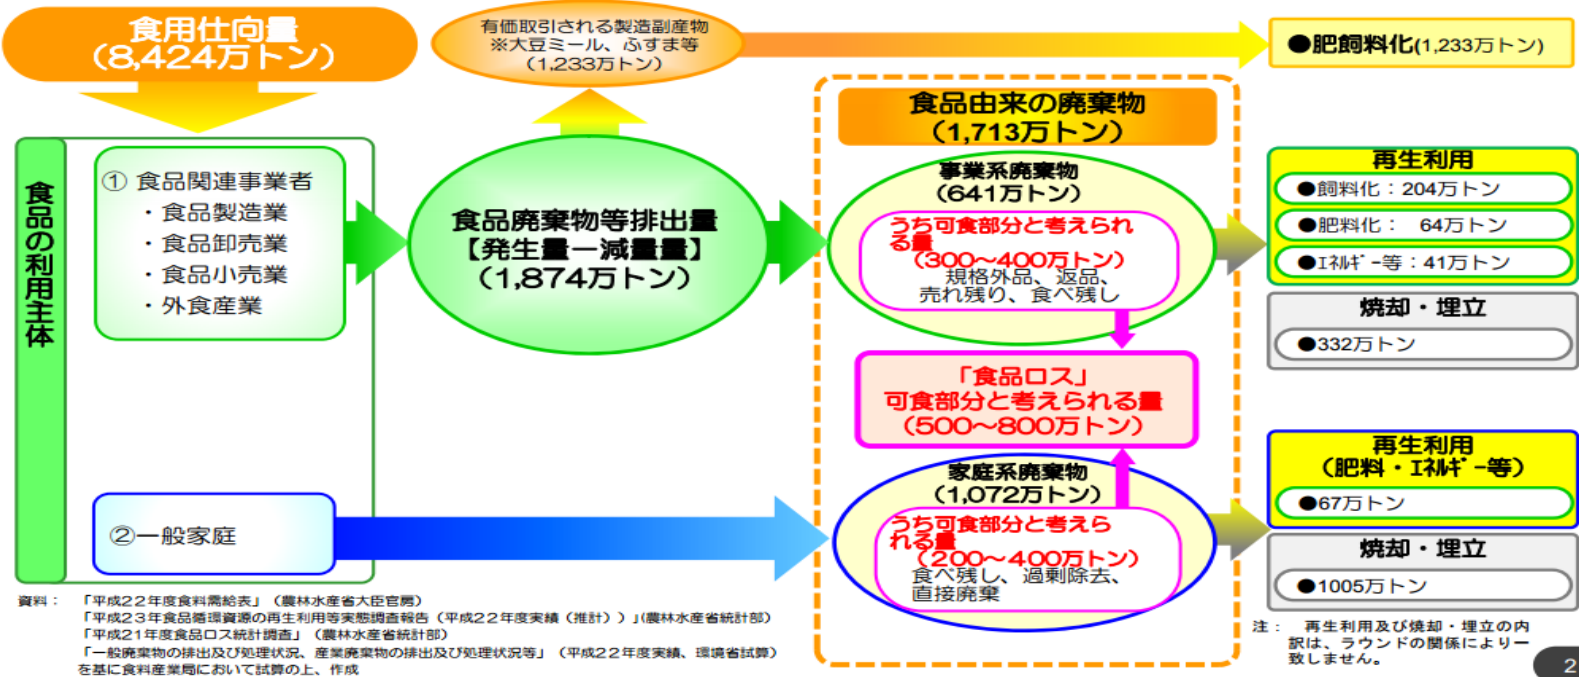 食用仕向量
（8,424万トン）
有価取引される製造副産物
※大豆ミール、ふすま等
（1,233万トン）
●肥飼料化(1,233万トン)
食品の利用主体
① 食品関連事業者
・食品製造業
・食品卸売業
・食品小売業
・外食産業
②一般家庭
食品廃棄物等排出量
【発生量－減量量】
（1,874万トン）
食品由来の廃棄物
（1,713万トン）
事業系廃棄物
（641万トン）
うち可食部分と考えられ
る量
（300～400万トン）
規格外品、返品、
売れ残り、食べ残し
「食品ロス」
可食部分と考えられる量
（500～800万トン）
家庭系廃棄物
（1,072万トン）
うち可食部分と考えら
れる量
（200～400万トン）
食べ残し、過剰除去、
直接廃棄
再生利用
●飼料化：204万トン
●肥料化：　64万トン
●ｴﾈﾙｷﾞｰ等：41万トン
焼却・埋立
●332万トン
再生利用
（肥料・ｴﾈﾙｷﾞｰ等）
●67万トン
焼却・埋立
●1005万トン
資料：　「平成２２年度食料需給表」（農林水産省大臣官房）
「平成２３年食品循環資源の再生利用等実態調査報告（平成２２年度実績（推計））」（農林水産省統計部）
「平成２１年度食品ロス統計調査」（農林水産省統計部）
「一般廃棄物の排出及び処理状況、産業廃棄物の排出及び処理状況等」（平成２２年度実績、環境省試算）
を基に食料産業局において試算の上、作成
注：　再生利用及び焼却・埋立の内
訳は、ラウンドの関係により一
致しません。
2